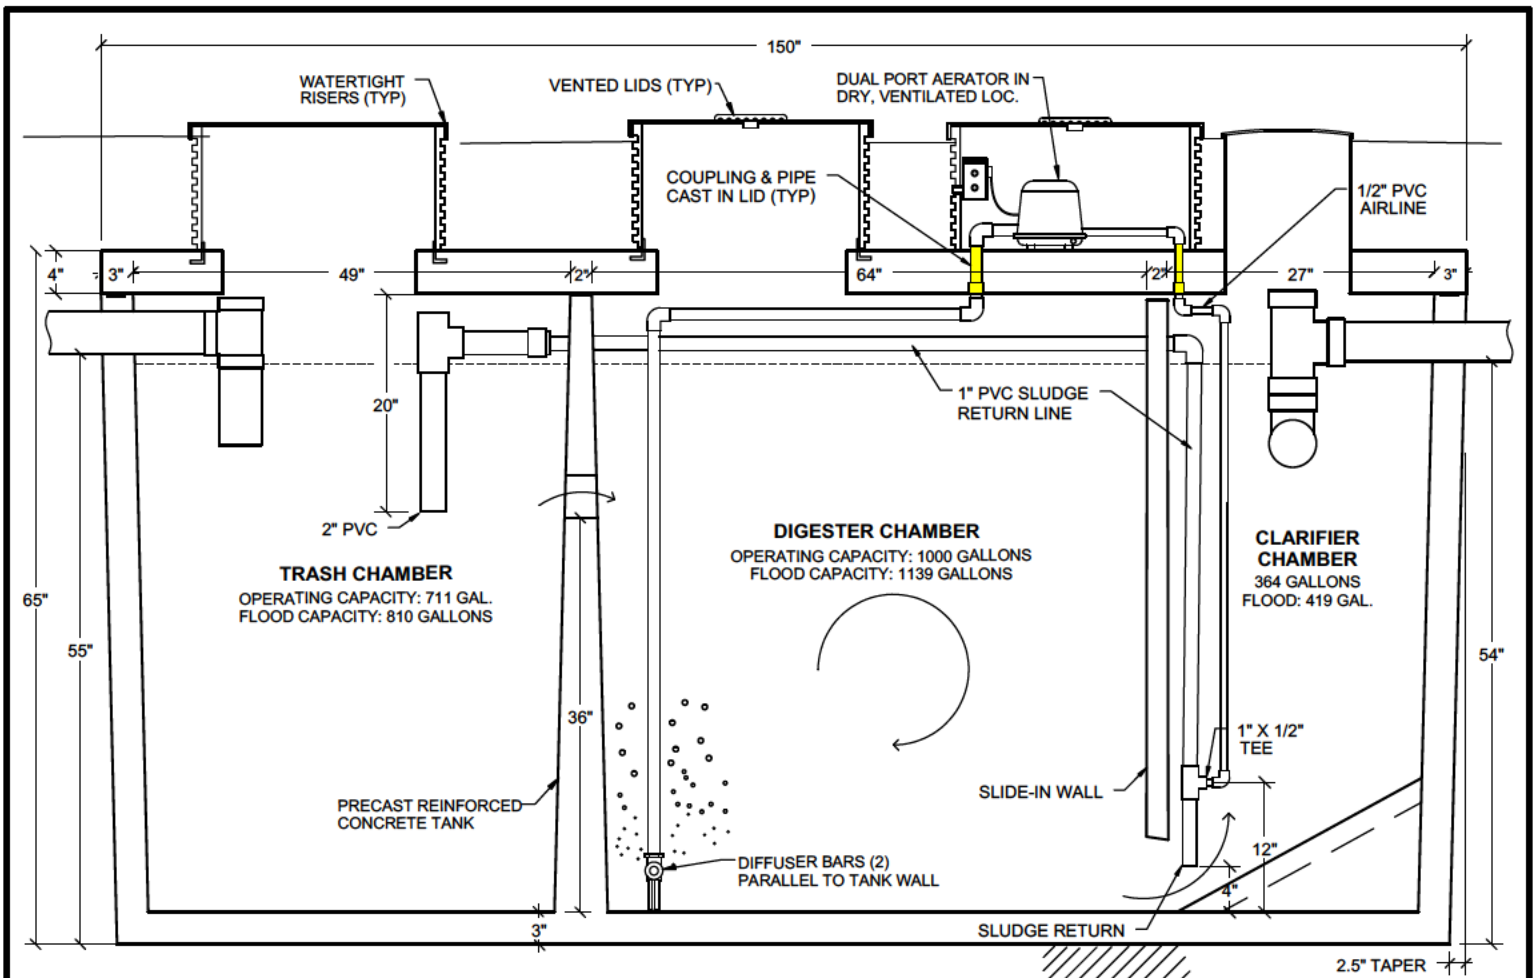 150"
WATERTIGHT
RISERS (TYP)
VENTED LIDS (TYP)
DUAL PORT AERATOR IN
DRY, VENTILATED LOC.
COUPLING & PIPE
CAST IN LID (TYP)
1/2" PVC
AIRLINE
4"
3"
49"
2"
64"
2"
27"
3"
20"
1" PVC SLUDGE
RETURN LINE
2" PVC
TRASH CHAMBER
OPERATING CAPACITY: 711 GAL.
FLOOD CAPACITY: 810 GALLONS
DIGESTER CHAMBER
OPERATING CAPACITY: 1000 GALLONS
FLOOD CAPACITY: 1139 GALLONS
CLARIFIER
CHAMBER
364 GALLONS
FLOOD: 419 GAL.
65"
55"
54"
36"
1" X 1/2"
TEE
SLIDE-IN WALL
PRECAST REINFORCED
CONCRETE TANK
DIFFUSER BARS (2)
PARALLEL TO TANK WALL
12"
4"
3"
SLUDGE RETURN
2.5" TAPER